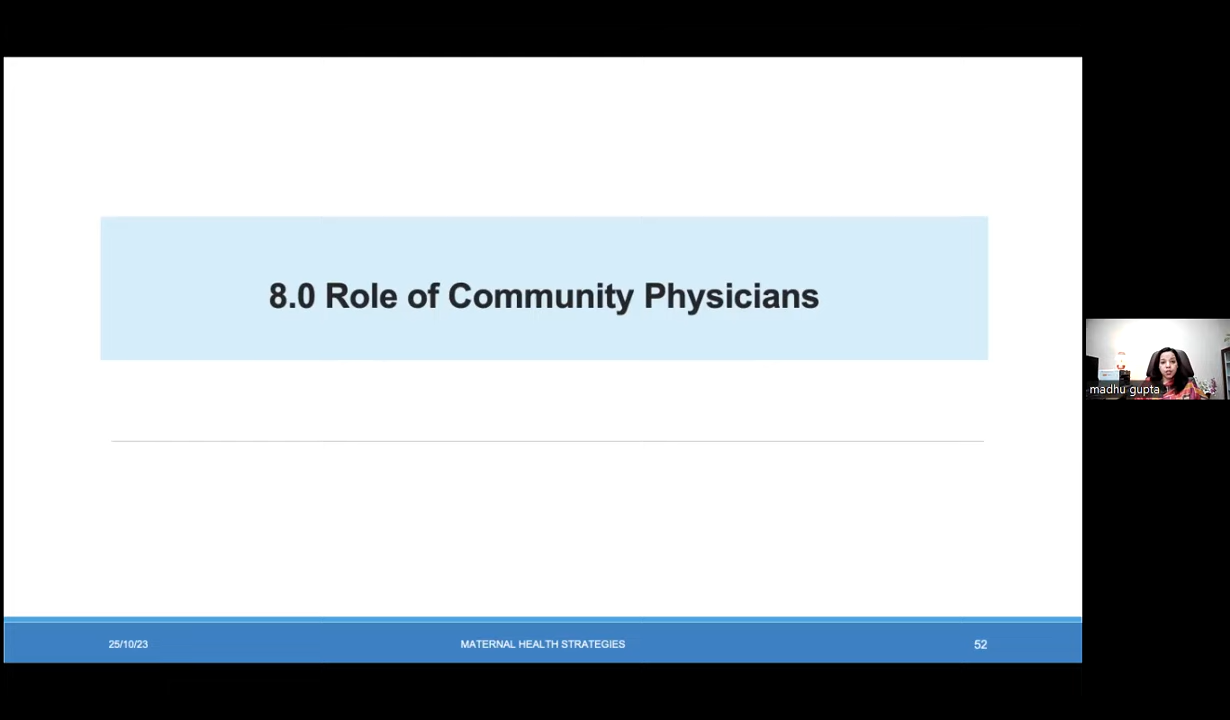 8.0 Role of Community Physicians
madhu gupta
25/10/23
MATERNAL HEALTH STRATEGIES
52